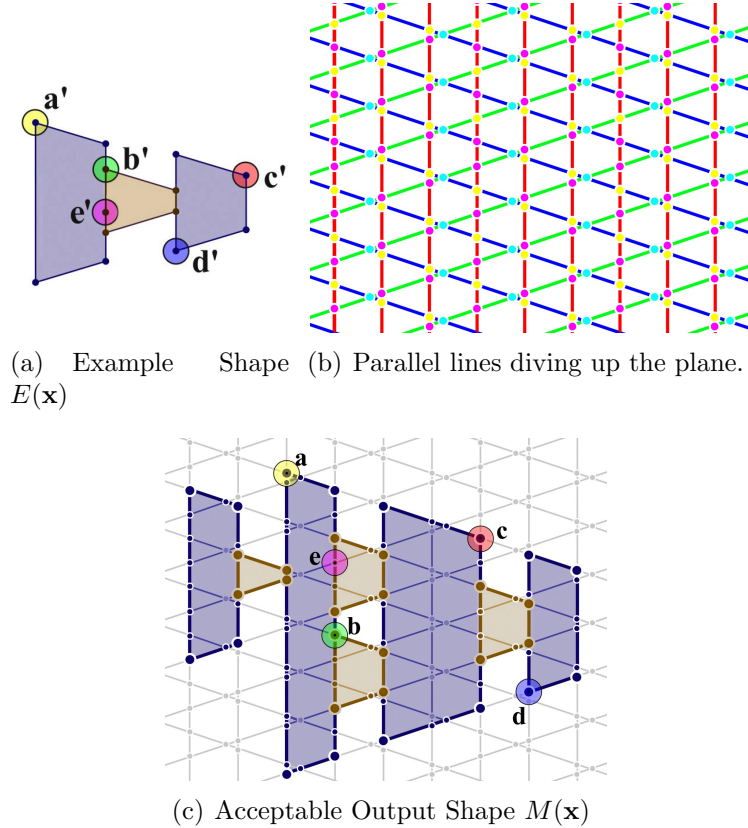 a'
b'
c'
e'
d'
(a) Example Shape E(x)
(b) Parallel lines diving up the plane.
a
e
c
b
d
(c) Acceptable Output Shape M(x)